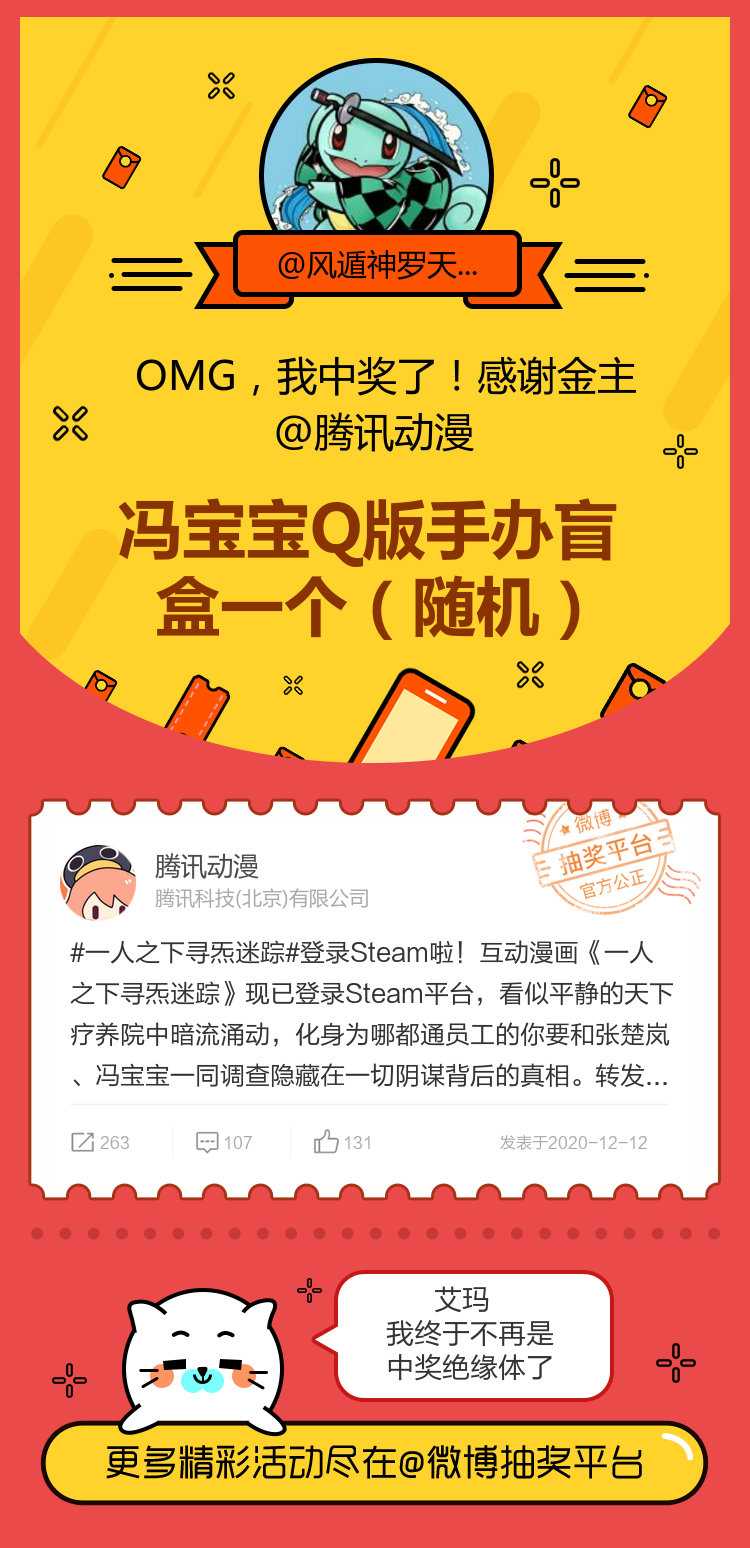 @风遁神罗天...
OMG，我中奖了！感谢金主
@腾讯动漫
冯宝宝Q版手办盲
盒一个（随机）
腾讯动漫
腾讯科技(北京)有限公司
微博
抽奖平台
官方公正
#一人之下寻炁迷踪#登录Steam啦！互动漫画《一人
之下寻炁迷踪》现已登录Steam平台，看似平静的天下
疗养院中暗流涌动，化身为哪都通员工的你要和张楚岚
、冯宝宝一同调查隐藏在一切阴谋背后的真相。转发...
263
107
131
发表于2020-12-12
艾玛
我终于不再是
中奖绝缘体了
更多精彩活动尽在@微博抽奖平台